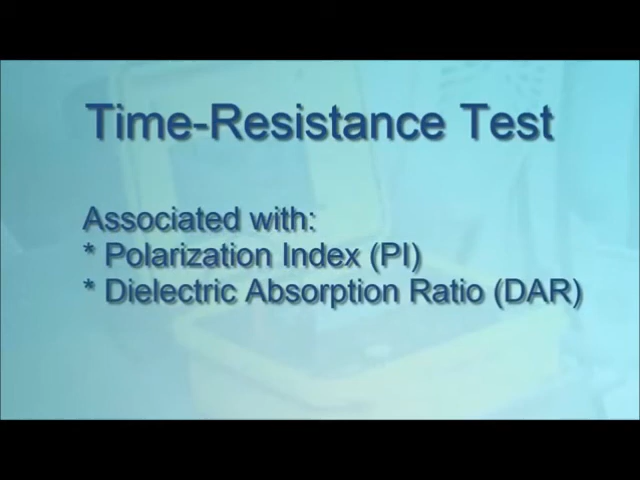 Time-Resistance Test
Associated with:
* Polarization Index (PI)
* Dielectric Absorption Ratio (DAR)